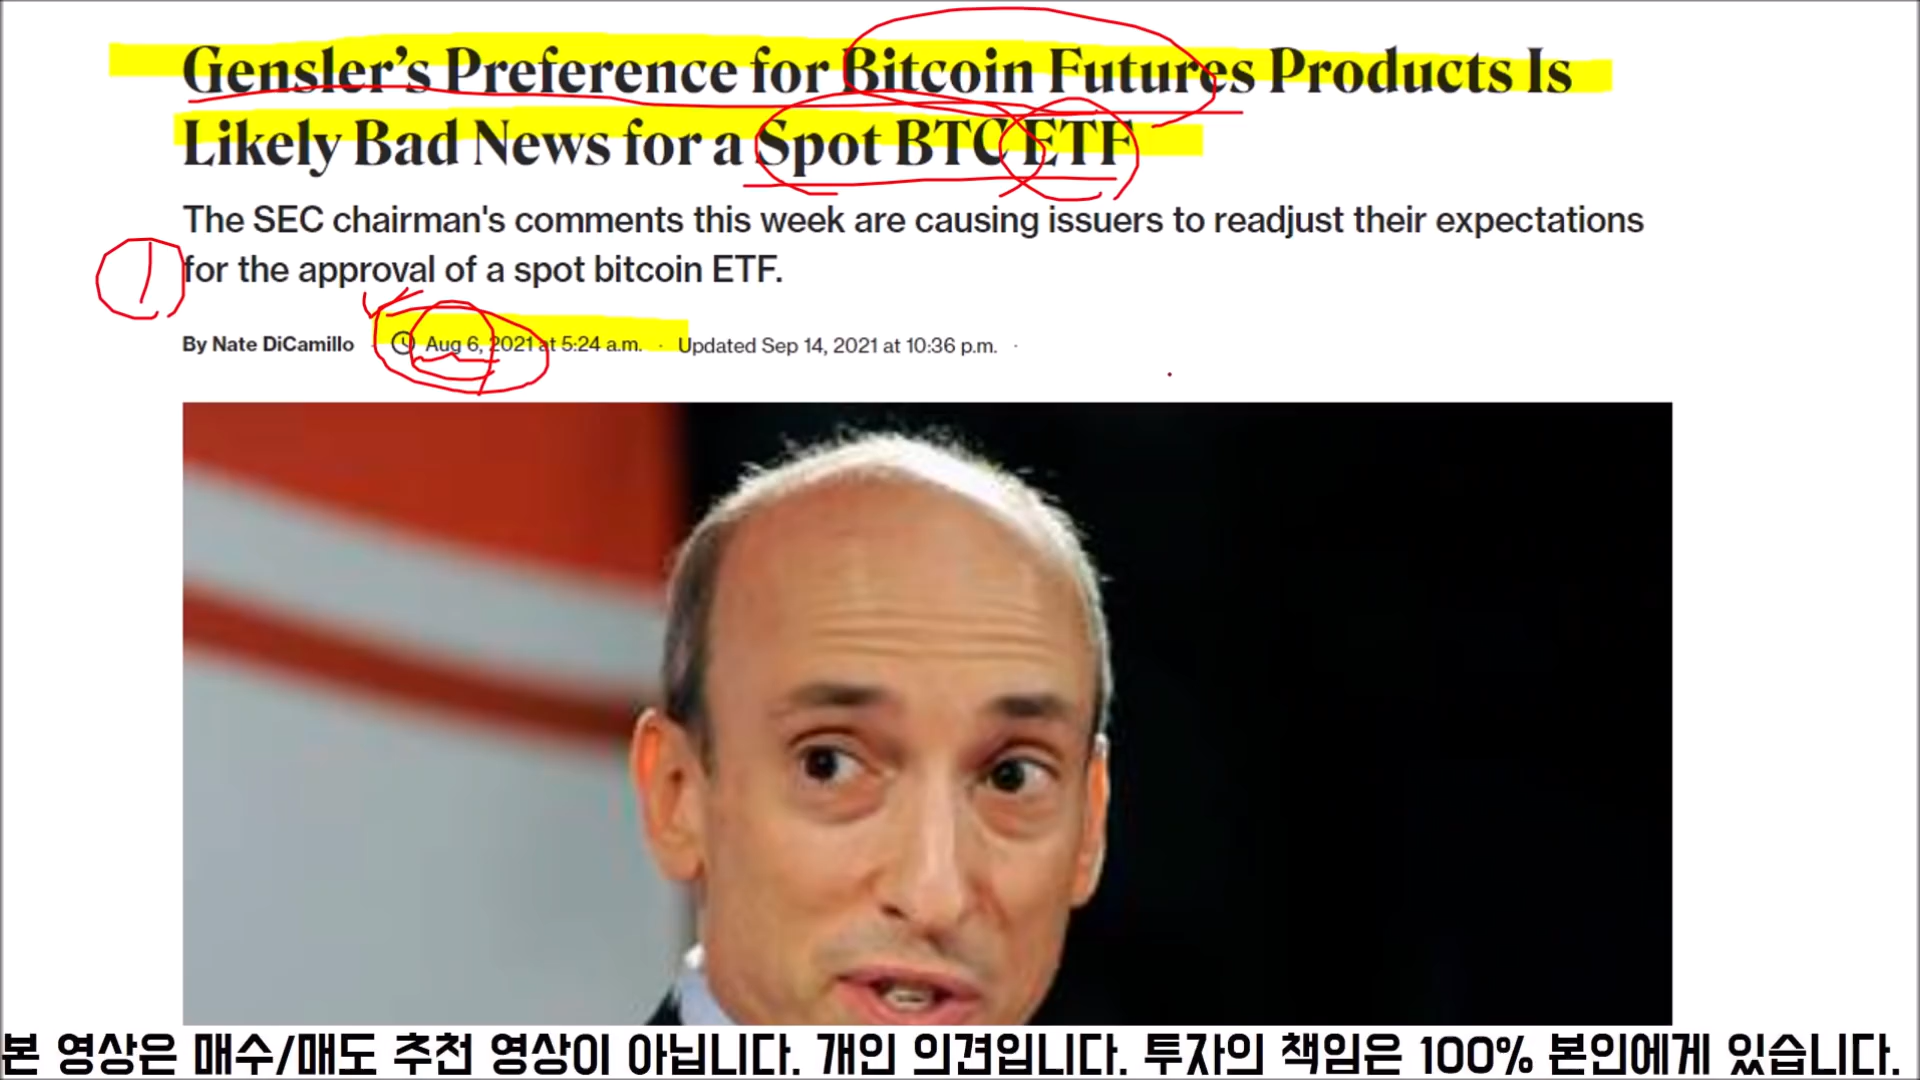 Gensler's Preference for Bitcoin Futures Products Is
Likely Bad News for a Spot BTC ETF
The SEC chairman's comments this week are causing issuers to readjust their expectations
for the approval of a spot bitcoin ETF.
1
By Nate DiCamillo · Aug 6, 2021 at 5:24 a.m. · Updated Sep 14, 2021 at 10:36 p.m. ·
본 영상은 매수/매도 추천 영상이 아닙니다. 개인 의견입니다. 투자의 책임은 100% 본인에게 있습니다.